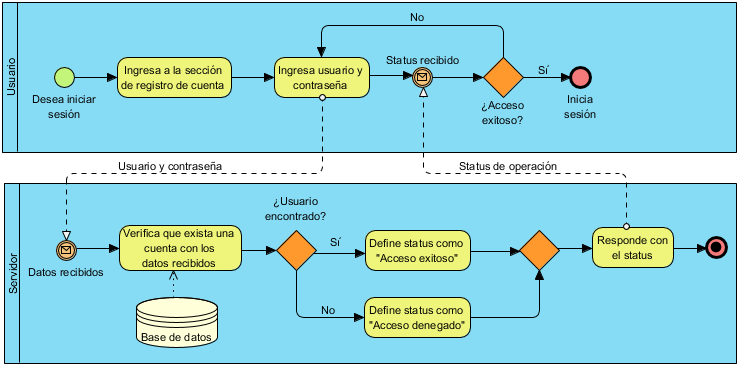 Usuario
No
Ingresa a la sección
de registro de cuenta
Ingresa usuario y
contraseña
Status recibido
Sí
Desea iniciar
sesión
¿Acceso
exitoso?
Inicia
sesión
Usuario y contraseña
Status de operación
Servidor
¿Usuario
encontrado?
Verifica que exista una
cuenta con los
datos recibidos
Sí
Define status como
"Acceso exitoso"
Responde con
el status
Datos recibidos
No
Define status como
"Acceso denegado"
Base de datos